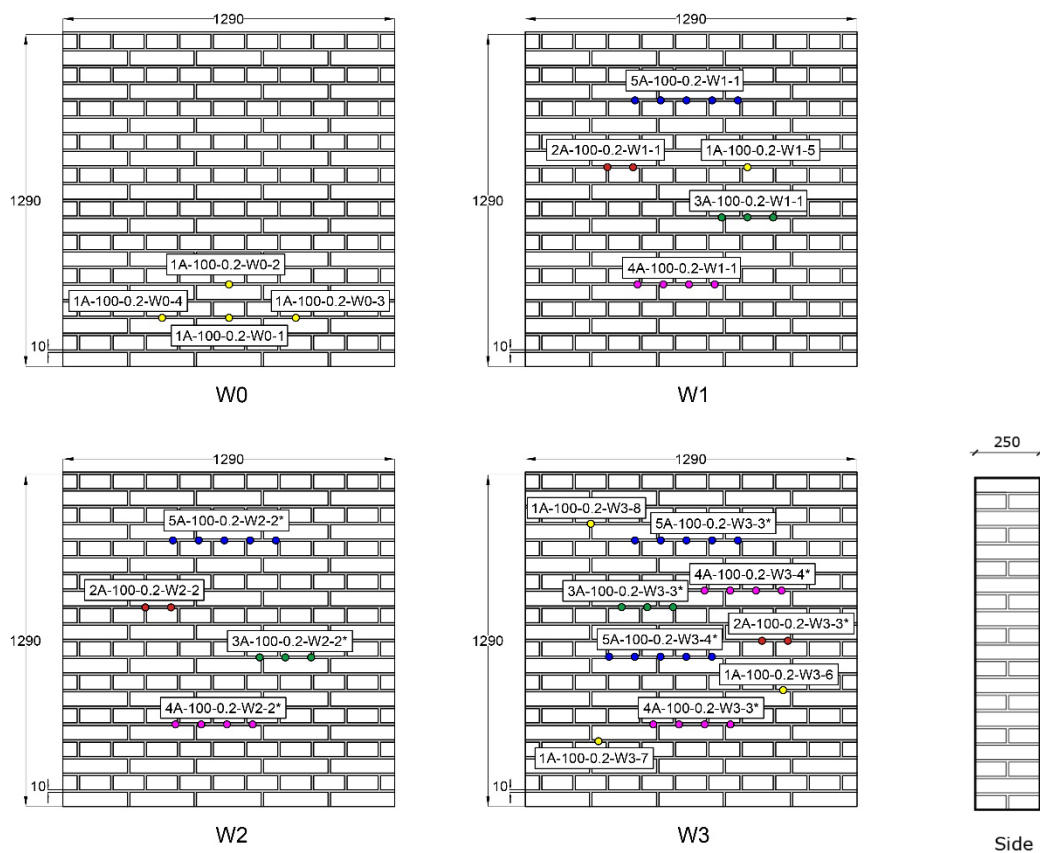 1290
1290
1290
5A-100-0.2-W1-1
2A-100-0.2-W1-1
1A-100-0.2-W1-5
1290
3A-100-0.2-W1-1
1A-100-0.2-W0-2
4A-100-0.2-W1-1
1A-100-0.2-W0-4
1A-100-0.2-W0-3
1A-100-0.2-W0-1
10
10
W0
W1
1290
1290
250
1A-100-0.2-W3-8
5A-100-0.2-W2-2*
5A-100-0.2-W3-3*
4A-100-0.2-W3-4*
2A-100-0.2-W2-2
3A-100-0.2-W3-3*
2A-100-0.2-W3-3*
1290
3A-100-0.2-W2-2*
1290
5A-100-0.2-W3-4*
1A-100-0.2-W3-6
4A-100-0.2-W2-2*
4A-100-0.2-W3-3*
1A-100-0.2-W3-7
10
10
W2
W3
Side